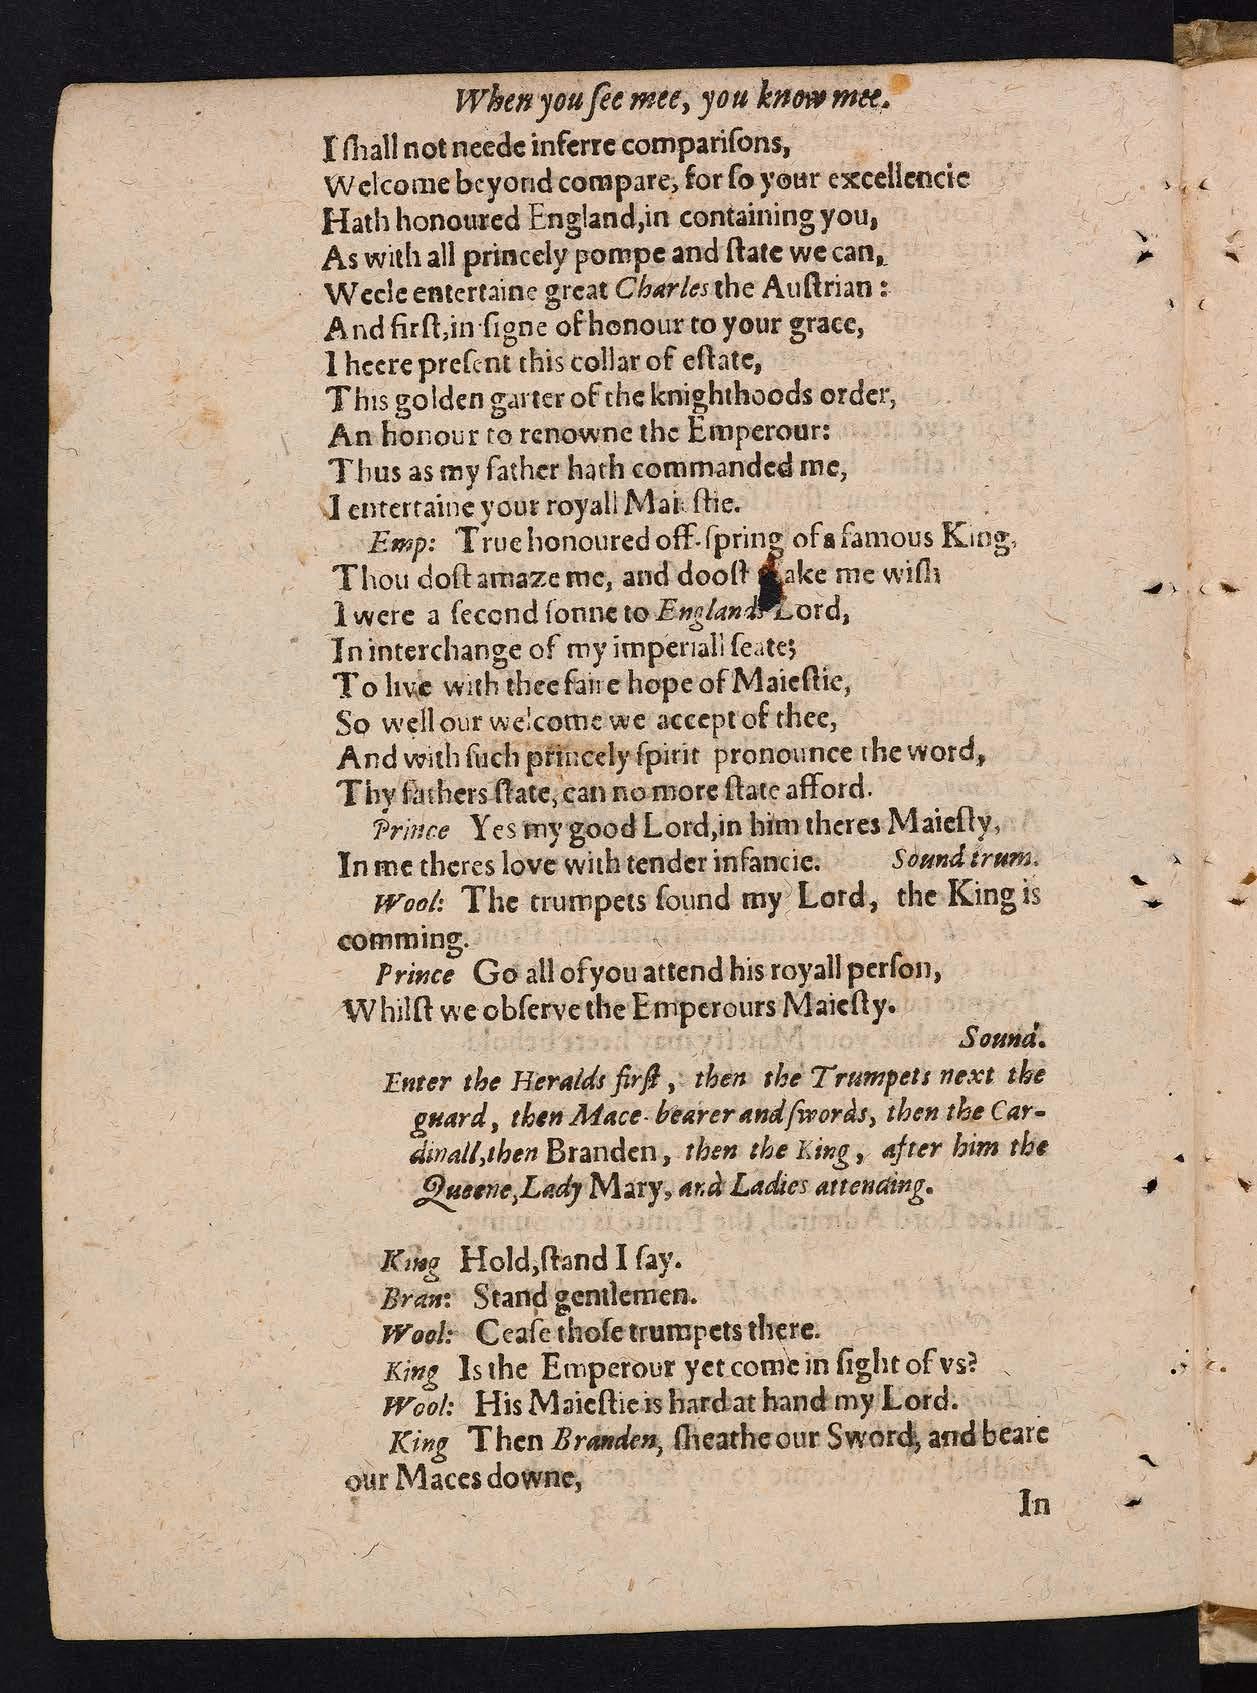 When you ſee mee, you know mee.
I ſhall not neede inferre compariſons,
Welcome beyond compare, for ſo your excellencie
Hath honoured England,in containing you,
As with all princely pompe and ſtate we can,
Weele entertaine great Charles the Auſtrian :
And firſt,in ſigne of honour to your grace,
I heere preſent this collar of eſtate,
This golden garter of the knighthoods order,
An honour to renowne the Emperour:
Thus as my father hath commanded me,
I entertaine your royall Maieſtie.
Emp: True honoured off-ſpring of a famous King,
Thou doſt amaze me, and dooſt make me wiſh
I were a ſecond ſonne to Englands Lord,
In interchange of my imperiall ſeate;
To live with thee faire hope of Maieſtie,
So well our welcome we accept of thee,
And with ſuch princely ſpirit pronounce the word,
Thy fathers ſtate, can no more ſtate afford.
Prince Yes my good Lord,in him theres Maieſty,
In me theres love with tender infancie. Sound trum.
Wool: The trumpets ſound my Lord, the King is
comming.
Prince Go all of you attend his royall perſon,
Whilſt we obſerve the Emperours Maieſty.
Sound.
Enter the Heralds firſt, then the Trumpets next the
guard, then Mace-bearer and ſwords, then the Car-
dinall,then Branden, then the King, after him the
Queene,Lady Mary, and Ladies attending.
King Hold,ſtand I ſay.
Bran: Stand gentlemen.
Wool: Ceaſe thoſe trumpets there.
King Is the Emperour yet come in ſight of vs?
Wool: His Maieſtie is hard at hand my Lord.
King Then Branden, ſheathe our Sword, and beare
our Maces downe,
In